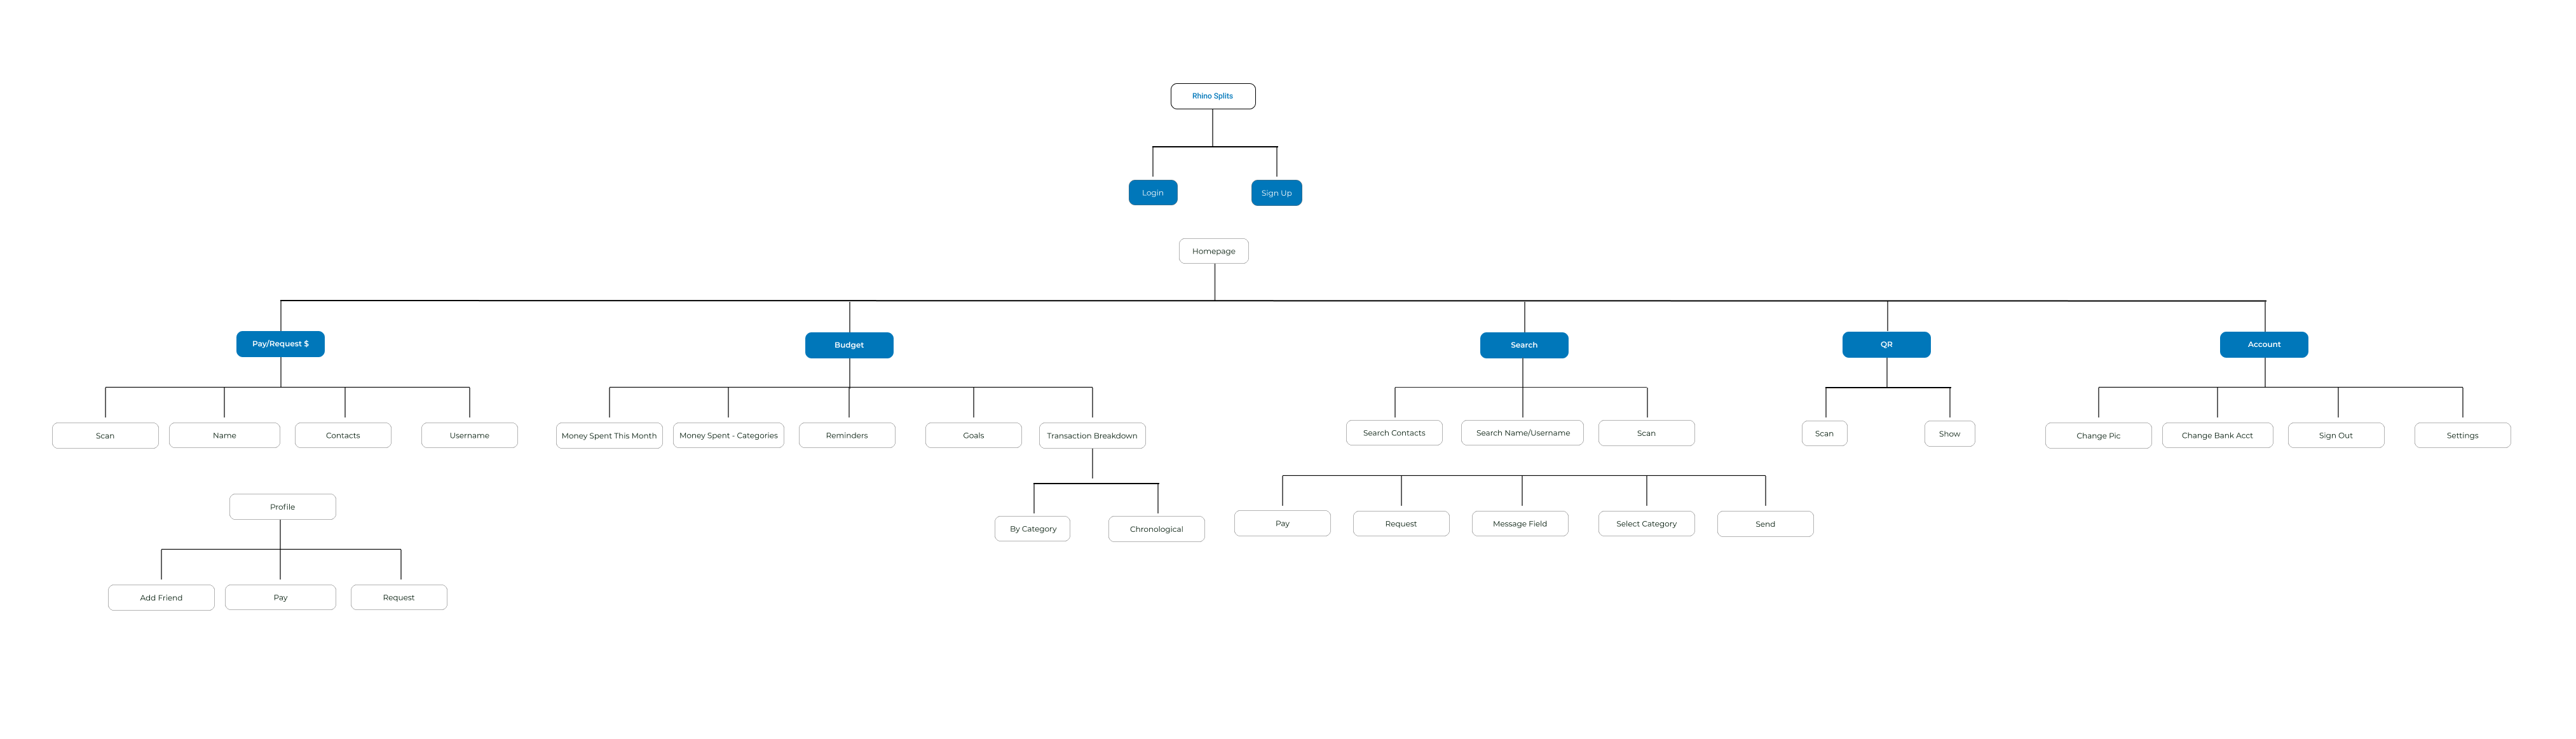 Rhino Splits
Login
Sign Up
Homepage
Pay/Request $
Budget
Search
QR
Account
Scan
Name
Contacts
Username
Money Spent This Month
Money Spent - Categories
Reminders
Goals
Transaction Breakdown
Search Contacts
Search Name/Username
Scan
Scan
Show
Change Pic
Change Bank Acct
Sign Out
Settings
Profile
By Category
Chronological
Pay
Request
Message Field
Select Category
Send
Add Friend
Pay
Request